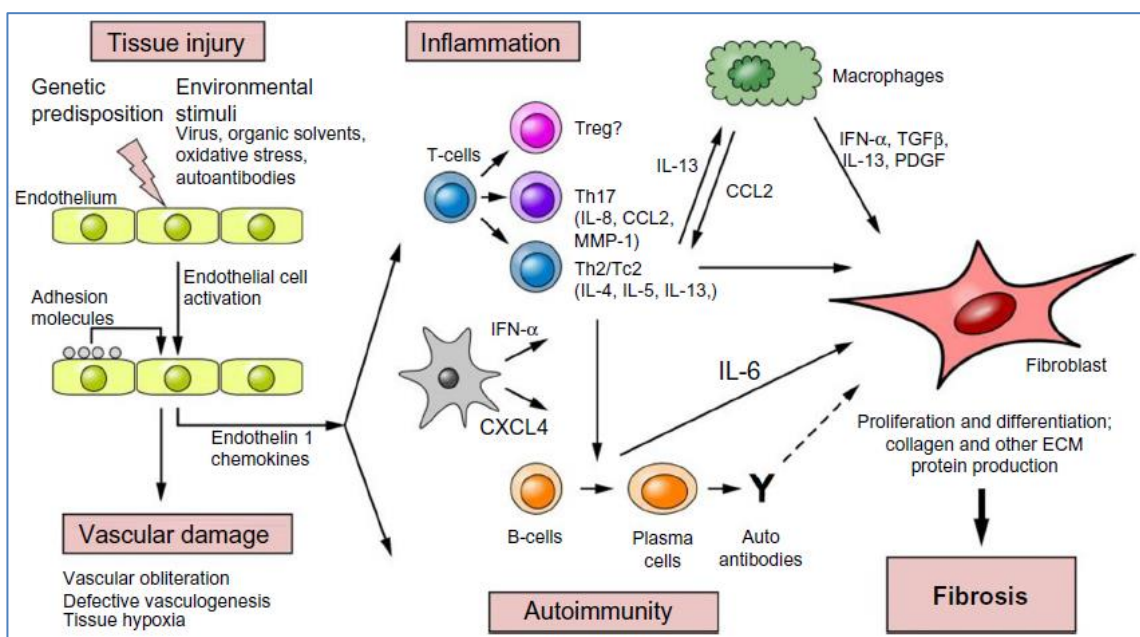 Tissue injury
Genetic
predisposition
Environmental
stimuli
Virus, organic solvents,
oxidative stress,
autoantibodies
Endothelium
Endothelial cell
activation
Adhesion
molecules
Endothelin 1
chemokines
Vascular damage
Vascular obliteration
Defective vasculogenesis
Tissue hypoxia
Inflammation
T-cells
Treg?
Th17
(IL-8, CCL2,
MMP-1)
Th2/Tc2
(IL-4, IL-5, IL-13,)
IL-13
CCL2
Macrophages
IFN-α, TGFβ,
IL-13, PDGF
IFN-α
CXCL4
IL-6
B-cells
Plasma
cells
Y
Auto
antibodies
Autoimmunity
Fibroblast
Proliferation and differentiation;
collagen and other ECM
protein production
Fibrosis